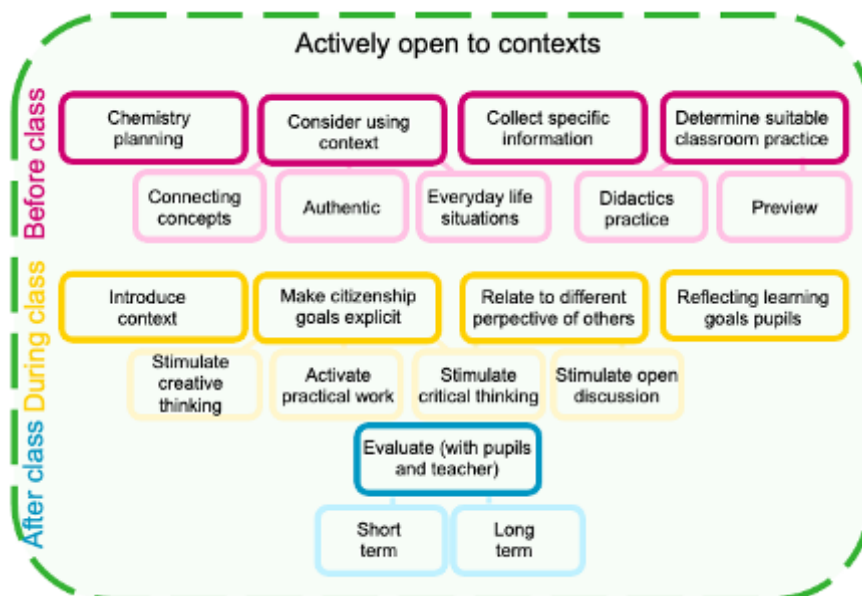 Actively open to contexts
Before class
Chemistry
planning
Consider using
context
Collect specific
information
Determine suitable
classroom practice
Connecting
concepts
Authentic
Everyday life
situations
Didactics
practice
Preview
During class
Introduce
context
Make citizenship
goals explicit
Relate to different
perpective of others
Reflecting learning
goals pupils
Stimulate
creative
thinking
Activate
practical work
Stimulate
critical thinking
Stimulate open
discussion
After class
Evaluate (with pupils
and teacher)
Short
term
Long
term